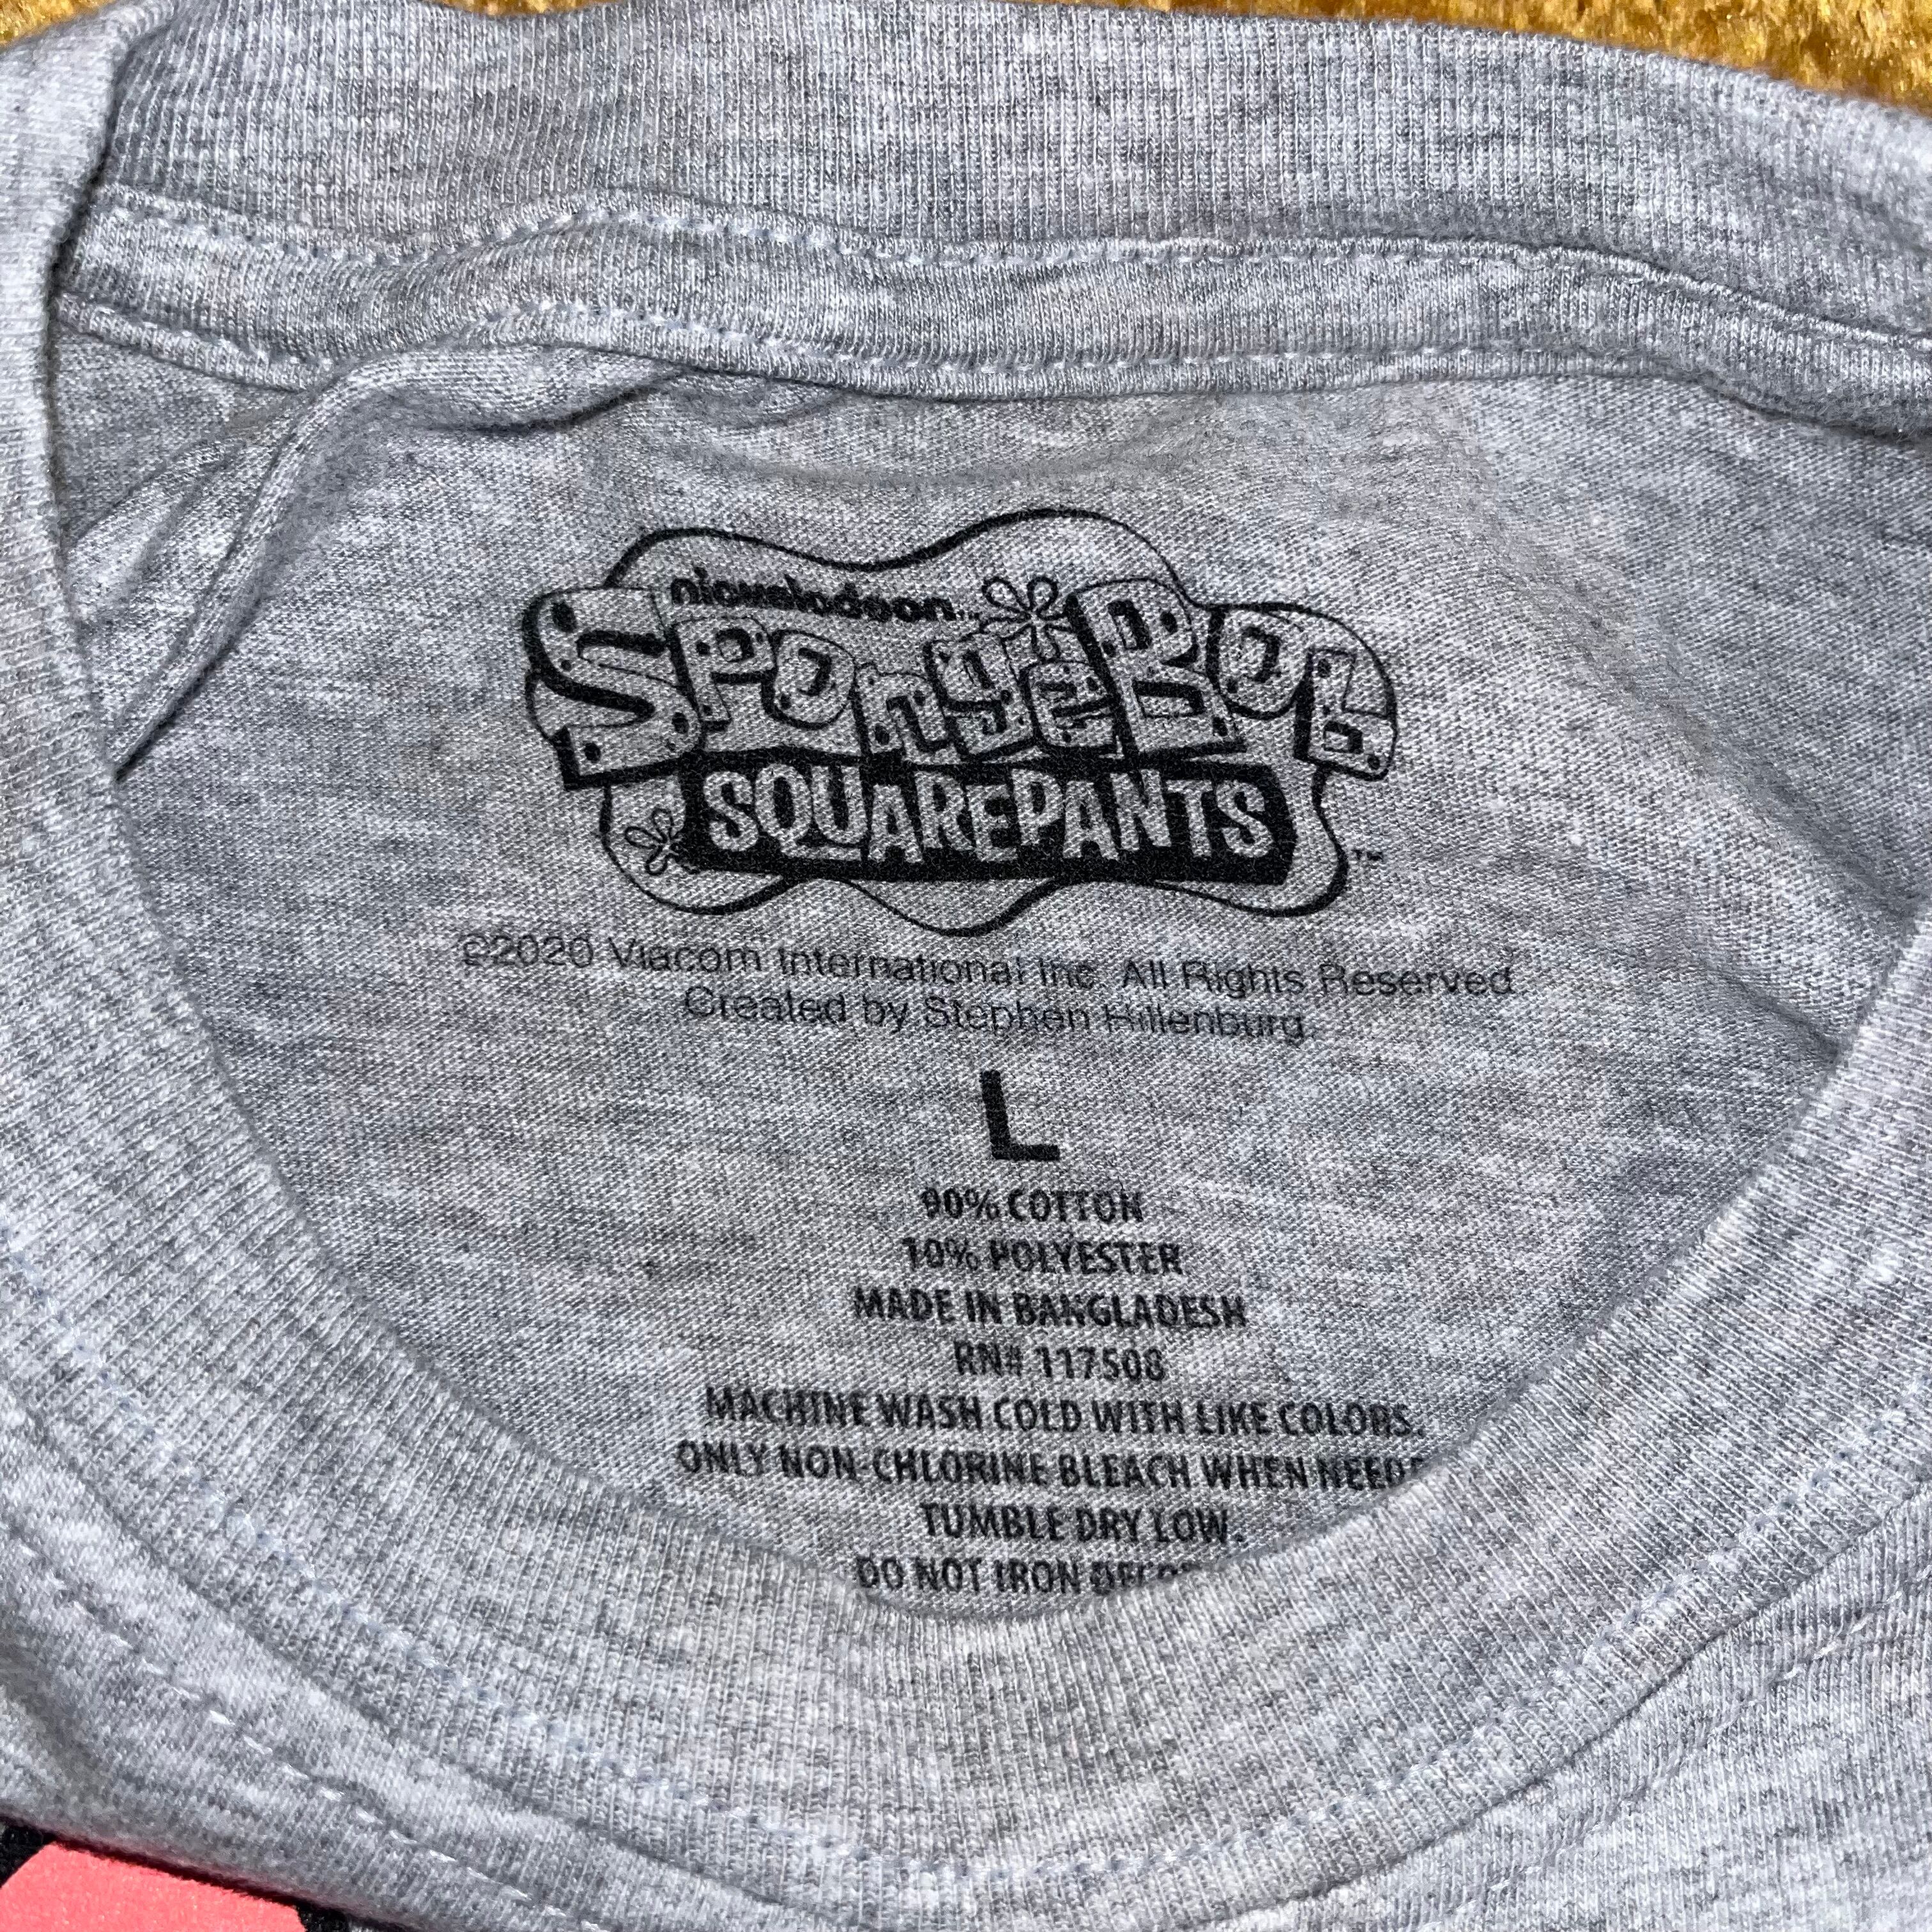 nickelodeon™
SPongeBob
SQUAREPANTS™
©2020 Viacom International Inc. All Rights Reserved.
Created by Stephen Hillenburg.
L
90% COTTON
10% POLYESTER
MADE IN BANGLADESH
RN# 117508
MACHINE WASH COLD WITH LIKE COLORS.
ONLY NON-CHLORINE BLEACH WHEN
TUMBLE DRY LOW.
DO NOT IRON